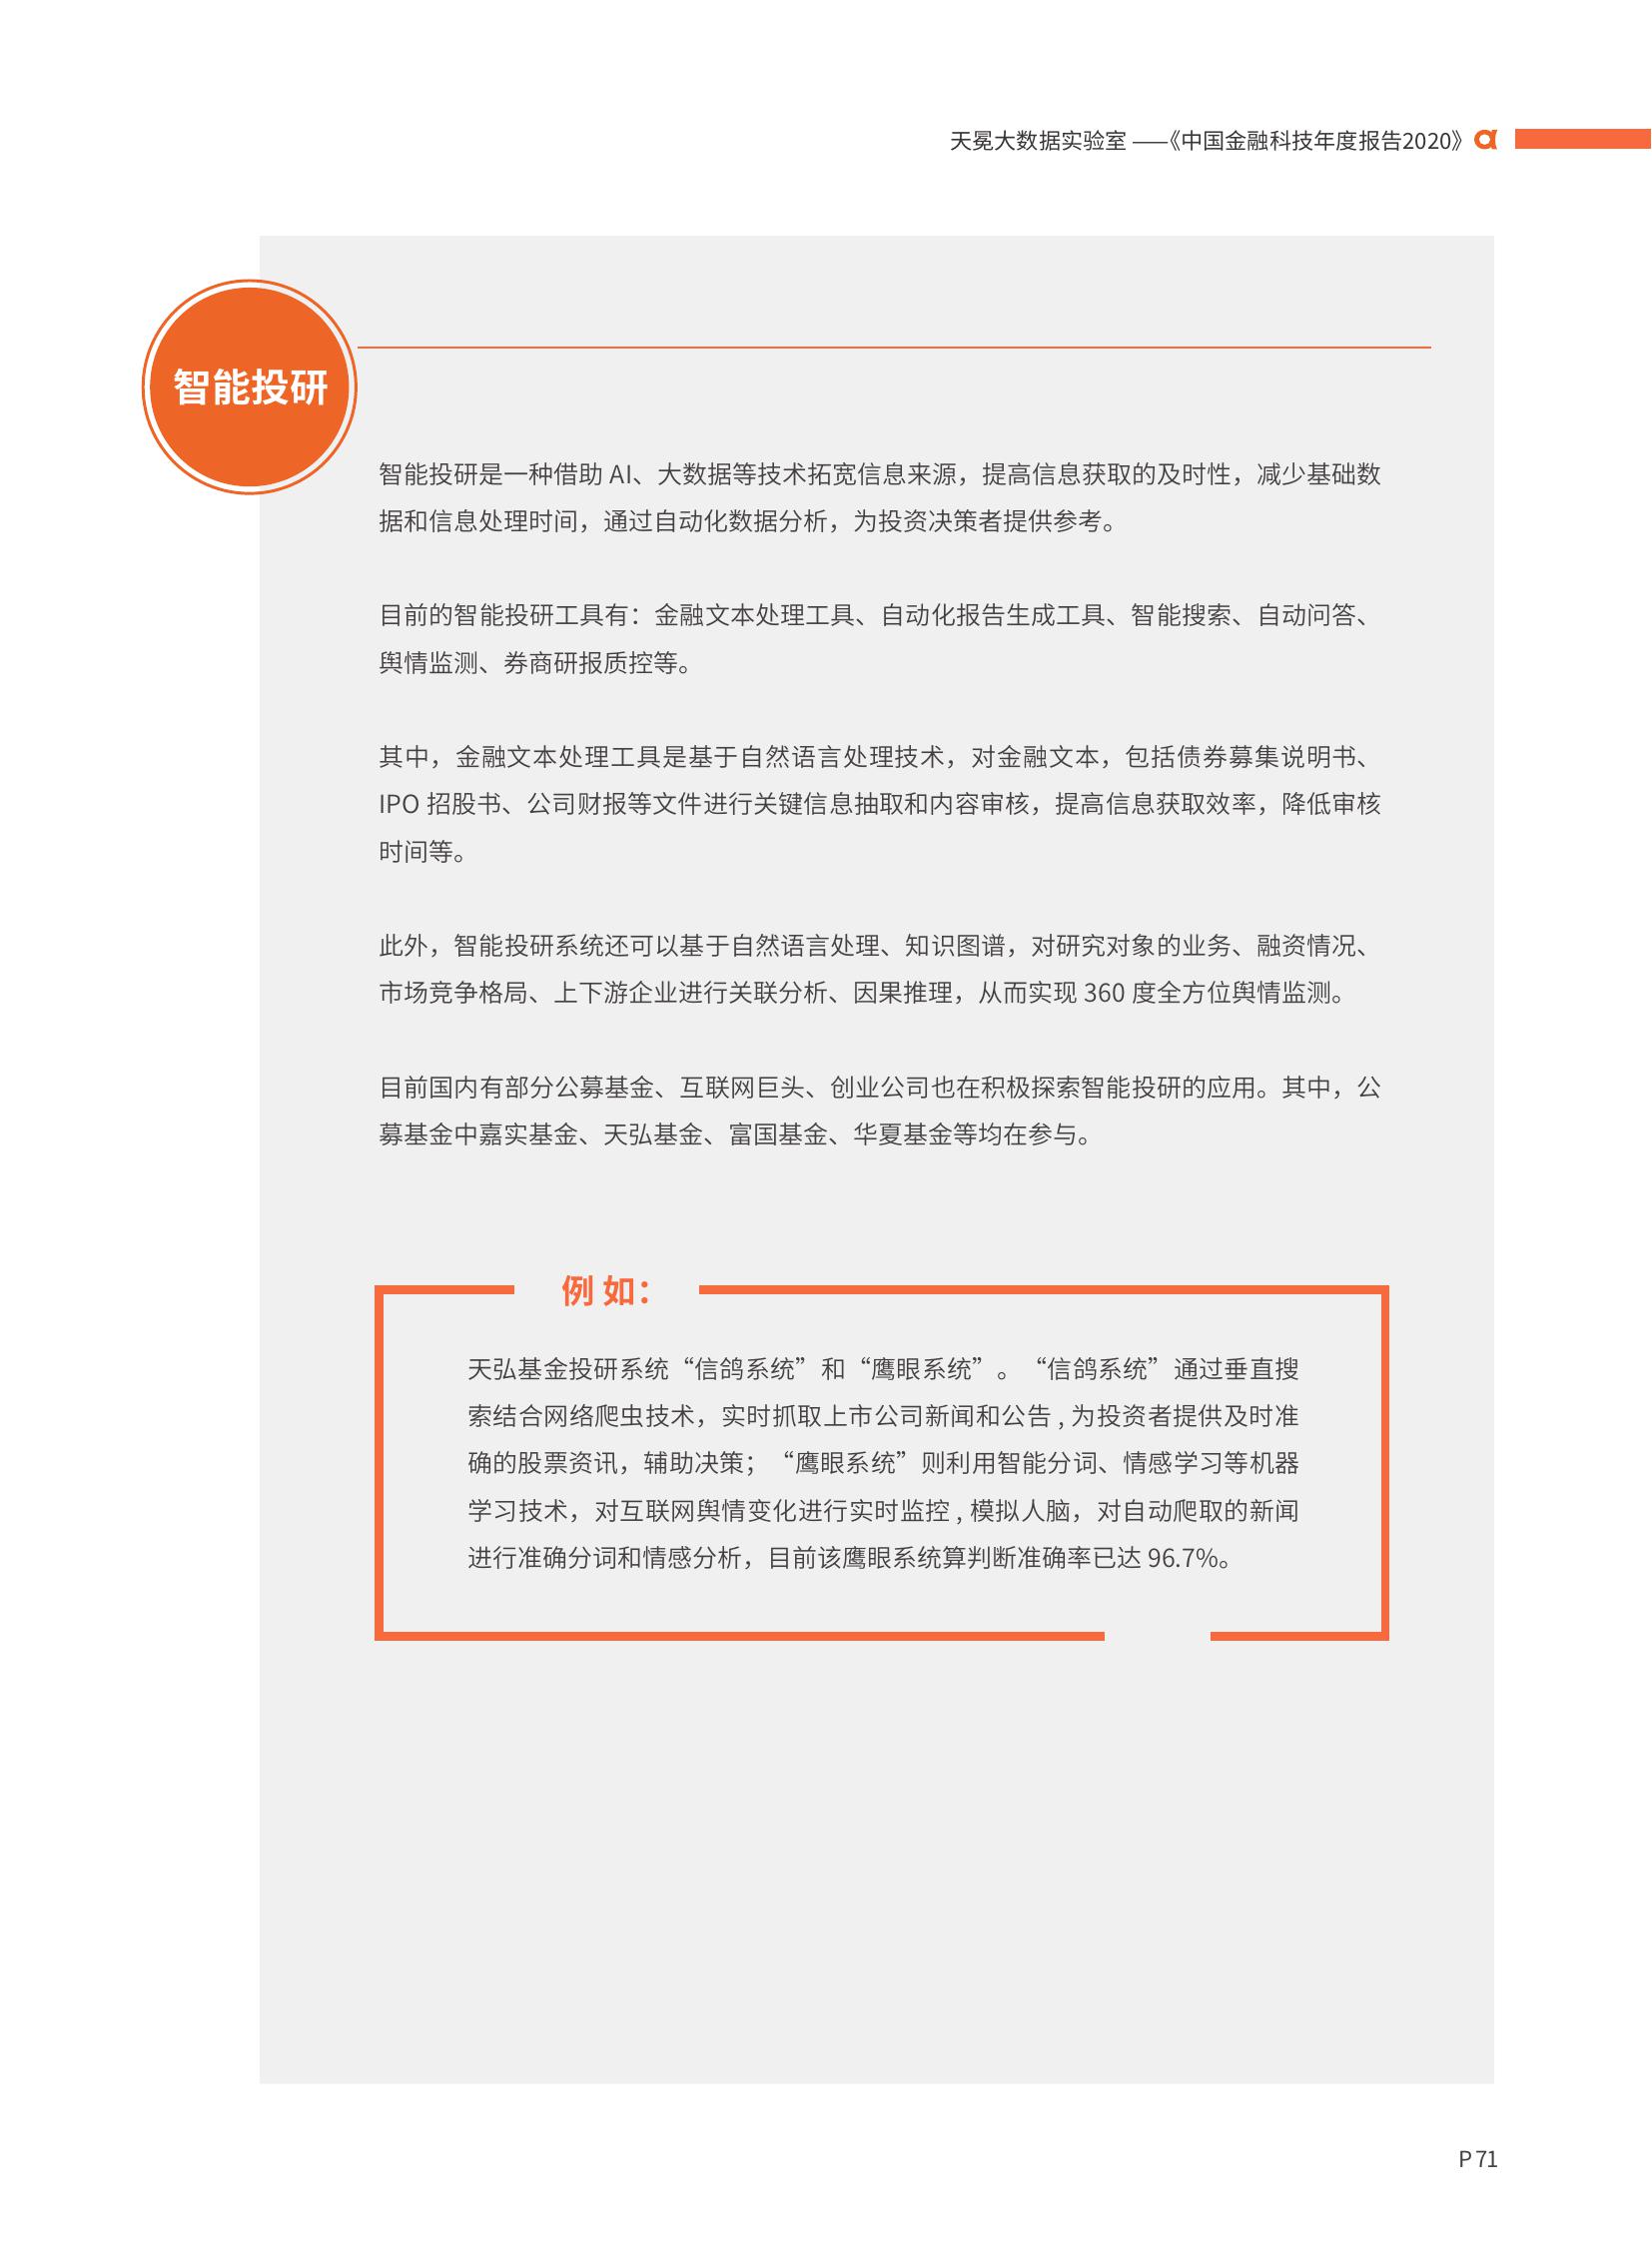 天冕大数据实验室 ——《中国金融科技年度报告2020》
智能投研
智能投研是一种借助 AI、大数据等技术拓宽信息来源，提高信息获取的及时性，减少基础数
据和信息处理时间，通过自动化数据分析，为投资决策者提供参考。
目前的智能投研工具有：金融文本处理工具、自动化报告生成工具、智能搜索、自动问答、
舆情监测、券商研报质控等。
其中，金融文本处理工具是基于自然语言处理技术，对金融文本，包括债券募集说明书、
IPO 招股书、公司财报等文件进行关键信息抽取和内容审核，提高信息获取效率，降低审核
时间等。
此外，智能投研系统还可以基于自然语言处理、知识图谱，对研究对象的业务、融资情况、
市场竞争格局、上下游企业进行关联分析、因果推理，从而实现 360 度全方位舆情监测。
目前国内有部分公募基金、互联网巨头、创业公司也在积极探索智能投研的应用。其中，公
募基金中嘉实基金、天弘基金、富国基金、华夏基金等均在参与。
例 如：
天弘基金投研系统“信鸽系统”和“鹰眼系统”。“信鸽系统”通过垂直搜
索结合网络爬虫技术，实时抓取上市公司新闻和公告 , 为投资者提供及时准
确的股票资讯，辅助决策；“鹰眼系统”则利用智能分词、情感学习等机器
学习技术，对互联网舆情变化进行实时监控 , 模拟人脑，对自动爬取的新闻
进行准确分词和情感分析，目前该鹰眼系统算判断准确率已达 96.7%。
P 71